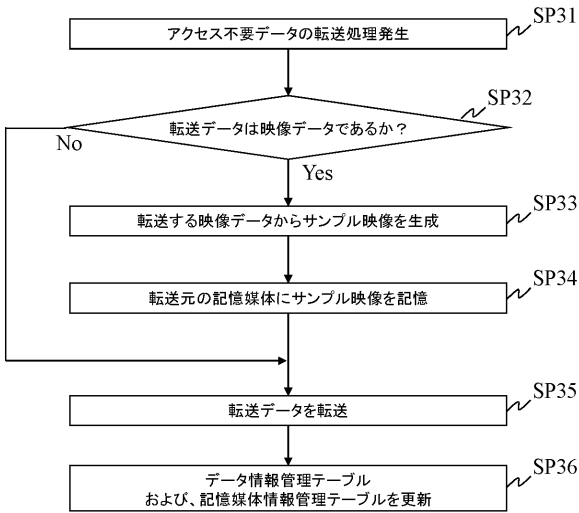 SP31
アクセス不要データの転送処理発生
SP32
転送データは映像データであるか？
No
Yes
SP33
転送する映像データからサンプル映像を生成
SP34
転送元の記憶媒体にサンプル映像を記憶
SP35
転送データを転送
SP36
データ情報管理テーブル
および、記憶媒体情報管理テーブルを更新